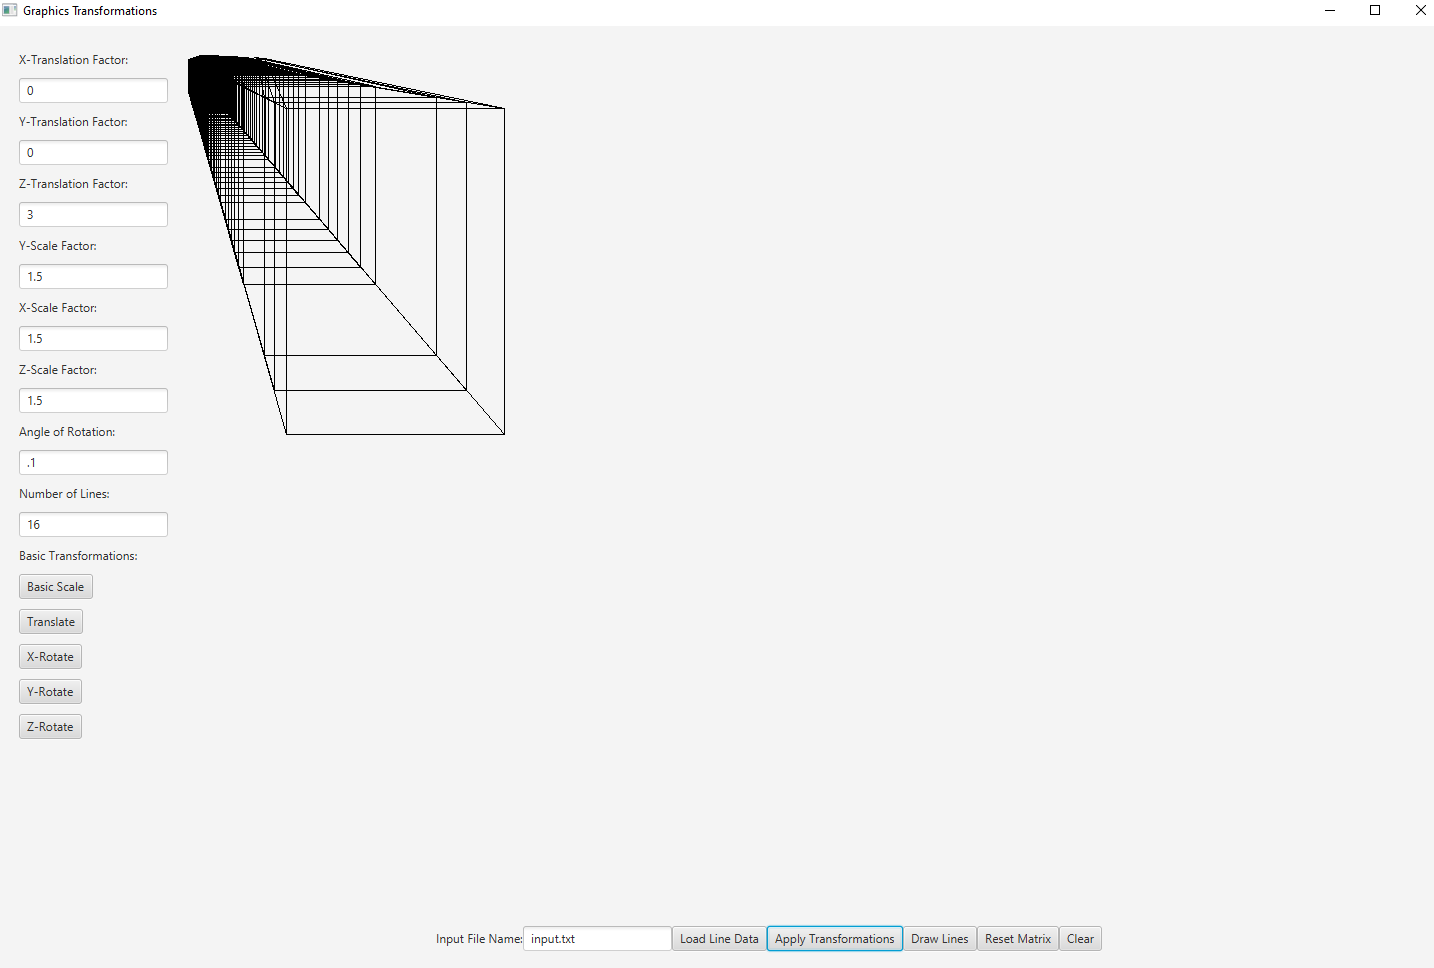 Graphics Transformations
X-Translation Factor:
0
Y-Translation Factor:
0
Z-Translation Factor:
3
Y-Scale Factor:
1.5
X-Scale Factor:
1.5
Z-Scale Factor:
1.5
Angle of Rotation:
.1
Number of Lines:
16
Basic Transformations:
Basic Scale
Translate
X-Rotate
Y-Rotate
Z-Rotate
Input File Name: input.txt Load Line Data Apply Transformations Draw Lines Reset Matrix Clear